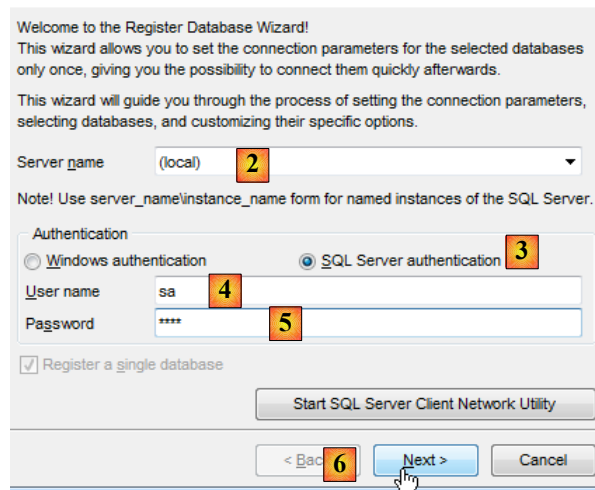 Welcome to the Register Database Wizard!
This wizard allows you to set the connection parameters for the selected databases
only once, giving you the possibility to connect them quickly afterwards.
This wizard will guide you through the process of setting the connection parameters,
selecting databases, and customizing their specific options.
Server name (local) 2
Note! Use server_name\instance_name form for named instances of the SQL Server.
Authentication
Windows authentication SQL Server authentication 3
User name sa 4
Password **** 5
Register a single database
Start SQL Server Client Network Utility
< Bac 6 Next > Cancel